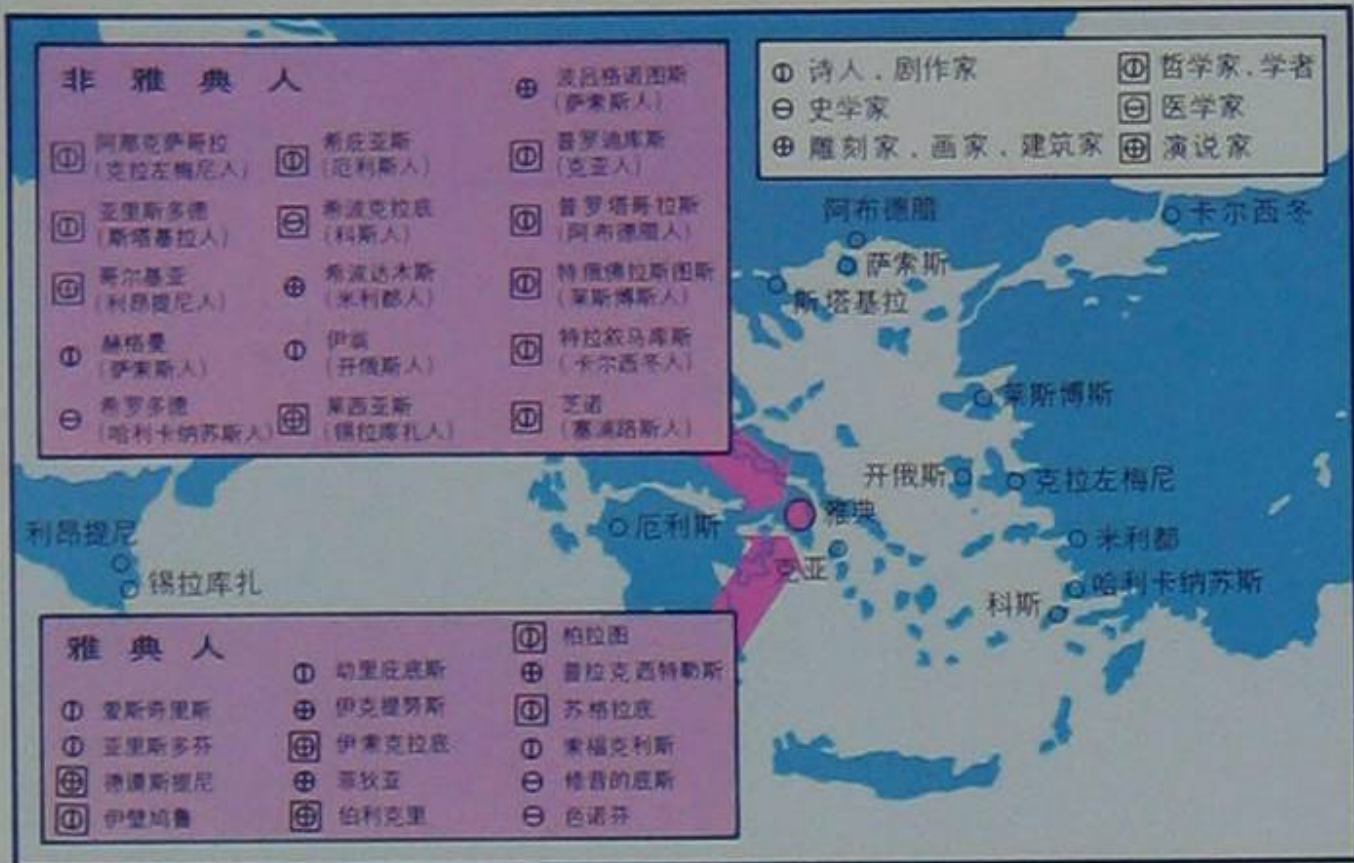 非雅典人
阿那克萨哥拉
(克拉左梅尼人)
亚里斯多德
(斯塔基拉人)
哥尔基亚
(利昂提尼人)
赫格曼
(萨索斯人)
希罗多德
(哈利卡纳苏斯人)
希庇亚斯
(厄利斯人)
希波克拉底
(科斯人)
希波达木斯
(米利都人)
伊翁
(开俄斯人)
莱西亚斯
(锡拉库扎人)
波吕格诺图斯
(萨索斯人)
普罗迪库斯
(克亚人)
普罗塔哥拉斯
(阿布德腊人)
特俄佛拉斯图斯
(莱斯博斯人)
特拉叙马库斯
(卡尔西冬人)
芝诺
(塞浦路斯人)
诗人、剧作家
史学家
雕刻家、画家、建筑家
哲学家、学者
医学家
演说家
阿布德腊
卡尔西冬
萨索斯
斯塔基拉
莱斯博斯
开俄斯
克拉左梅尼
雅典
厄利斯
利昂提尼
米利都
克亚
锡拉库扎
哈利卡纳苏斯
科斯
雅典人
爱斯奇里斯
亚里斯多芬
德谟斯提尼
伊壁鸠鲁
幼里庇底斯
伊克提努斯
伊索克拉底
菲狄亚
伯利克里
柏拉图
普拉克西特勒斯
苏格拉底
索福克利斯
修昔的底斯
色诺芬